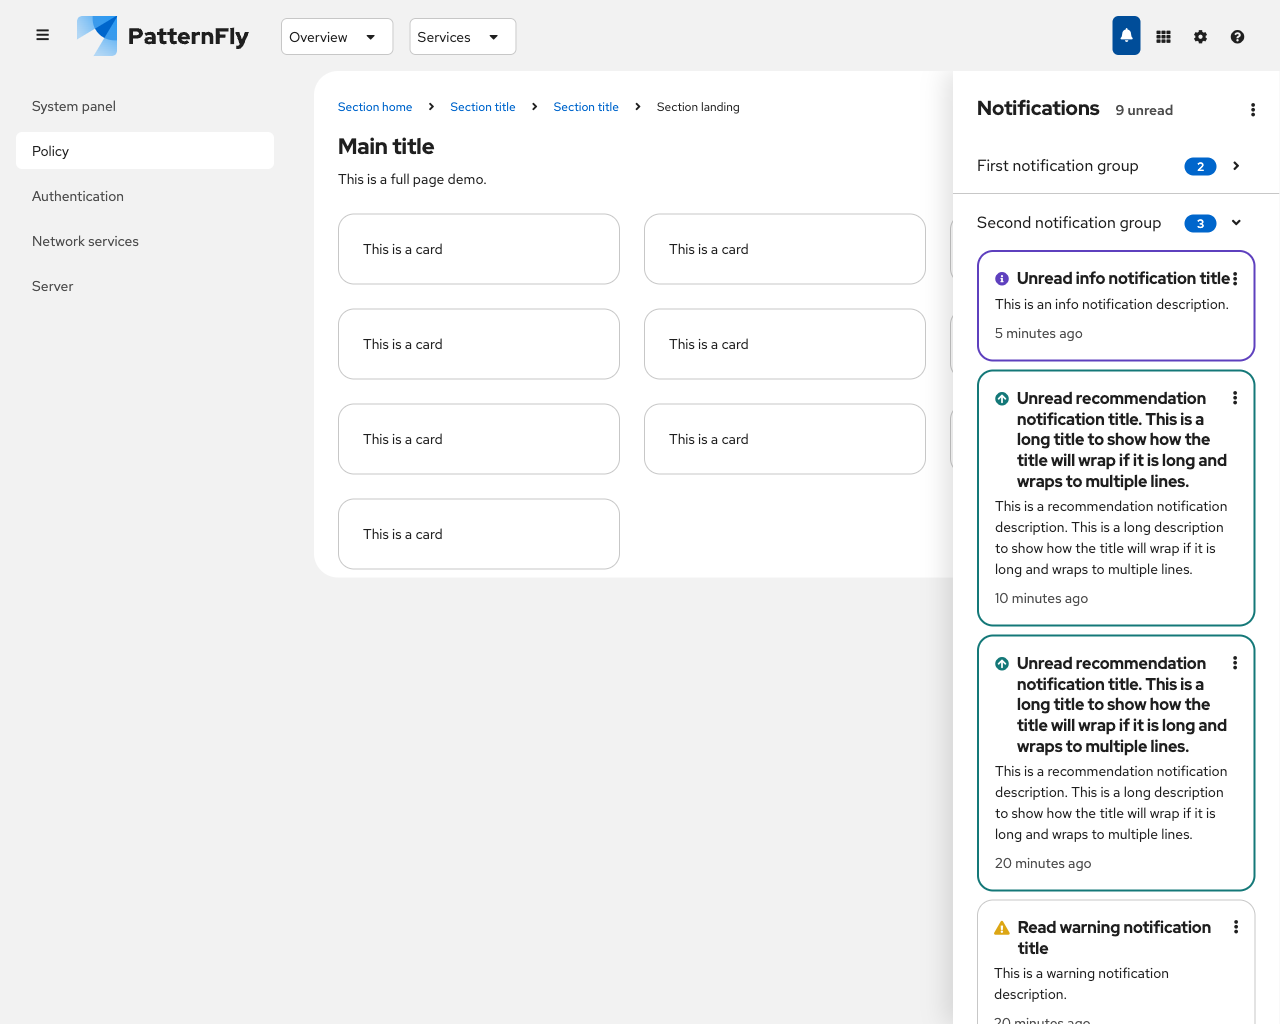 PatternFly
Overview
Services
System panel
Policy
Authentication
Network services
Server
Section home
Section title
Section title
Section landing
Main title
This is a full page demo.
This is a card
This is a card
This is a card
This is a card
This is a card
This is a card
This is a card
Notifications 9 unread
First notification group 2
Second notification group 3
Unread info notification title
This is an info notification description.
5 minutes ago
Unread recommendation
notification title. This is a
long title to show how the
title will wrap if it is long and
wraps to multiple lines.
This is a recommendation notification
description. This is a long description
to show how the title will wrap if it is
long and wraps to multiple lines.
10 minutes ago
Unread recommendation
notification title. This is a
long title to show how the
title will wrap if it is long and
wraps to multiple lines.
This is a recommendation notification
description. This is a long description
to show how the title will wrap if it is
long and wraps to multiple lines.
20 minutes ago
Read warning notification
title
This is a warning notification
description.
20 minutes ago